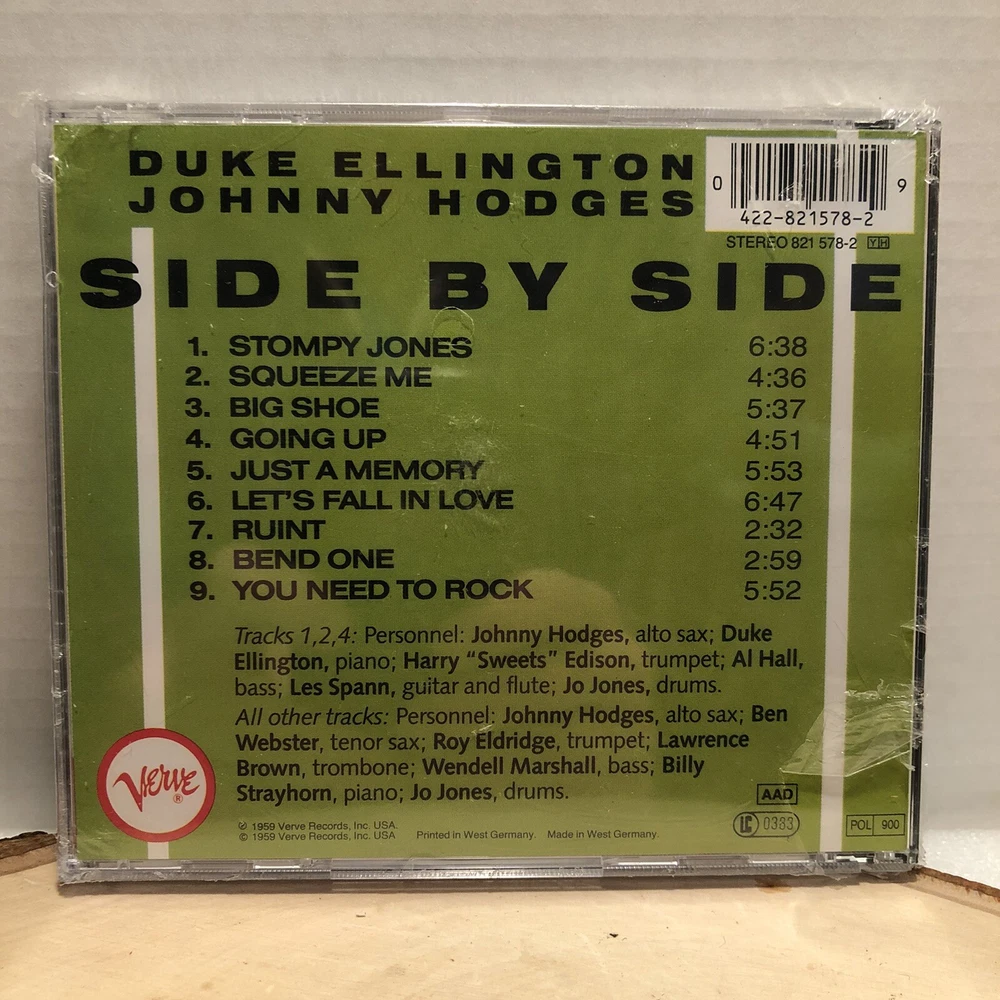 DUKE ELLINGTON
JOHNNY HODGES
0 9
422-821578-2
STEREO 821 578-2 YH
SIDE BY SIDE
1. STOMPY JONES 6:38
2. SQUEEZE ME 4:36
3. BIG SHOE 5:37
4. GOING UP 4:51
5. JUST A MEMORY 5:53
6. LET'S FALL IN LOVE 6:47
7. RUINT 2:32
8. BEND ONE 2:59
9. YOU NEED TO ROCK 5:52
Tracks 1,2,4: Personnel: Johnny Hodges, alto sax; Duke
Ellington, piano; Harry “Sweets” Edison, trumpet; Al Hall,
bass; Les Spann, guitar and flute; Jo Jones, drums.
All other tracks: Personnel: Johnny Hodges, alto sax; Ben
Webster, tenor sax; Roy Eldridge, trumpet; Lawrence
Brown, trombone; Wendell Marshall, bass; Billy
Strayhorn, piano; Jo Jones, drums.
VERVE ®
AAD
℗ 1959 Verve Records, Inc. USA.
© 1959 Verve Records, Inc. USA Printed in West Germany. Made in West Germany.
LC 0383
POL 900